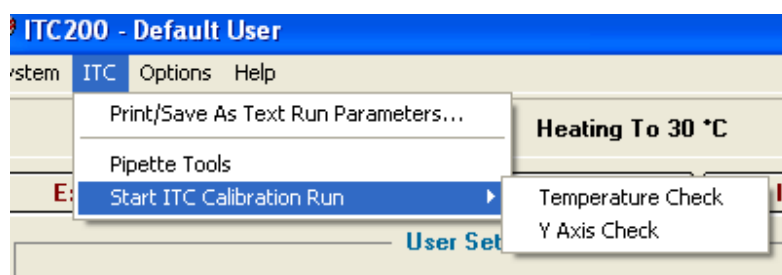 ITC200 - Default User
ystem ITC Options Help
Print/Save As Text Run Parameters...
Heating To 30 °C
Pipette Tools
E:
Start ITC Calibration Run
Temperature Check
Y Axis Check
User Set